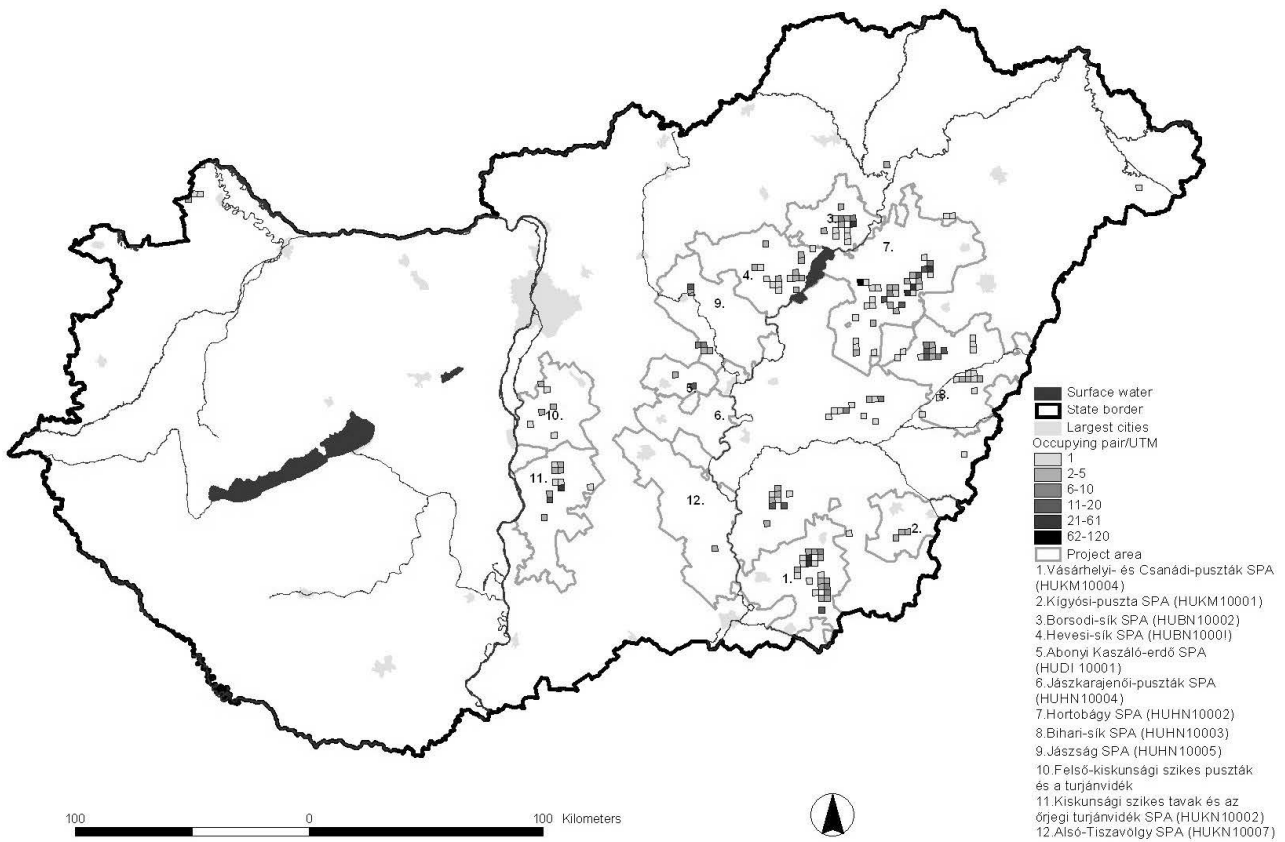 3.
7.
4.
9.
5.
10.
6.
8.
11.
12.
2.
1.
Surface water
State border
Largest cities
Occupying pair/UTM
1
2-5
6-10
11-20
21-61
62-120
Project area
1.Vásárhelyi- és Csanádi-puszták SPA
(HUKM10004)
2.Kígyósi-puszta SPA (HUKM10001)
3.Borsodi-sík SPA (HUBN10002)
4.Hevesi-sík SPA (HUBN1000I)
5.Abonyi Kaszáló-erdő SPA
(HUDI 10001)
6.Jászkarajenői-puszták SPA
(HUHN10004)
7.Hortobágy SPA (HUHN10002)
8.Bihari-sík SPA (HUHN10003)
9.Jászság SPA (HUHN10005)
10.Felső-kiskunsági szikes puszták
és a turjánvidék
11.Kiskunsági szikes tavak és az
őrjegi turjánvidék SPA (HUKN10002)
12.Alsó-Tiszavölgy SPA (HUKN10007)
100 0 100 Kilometers